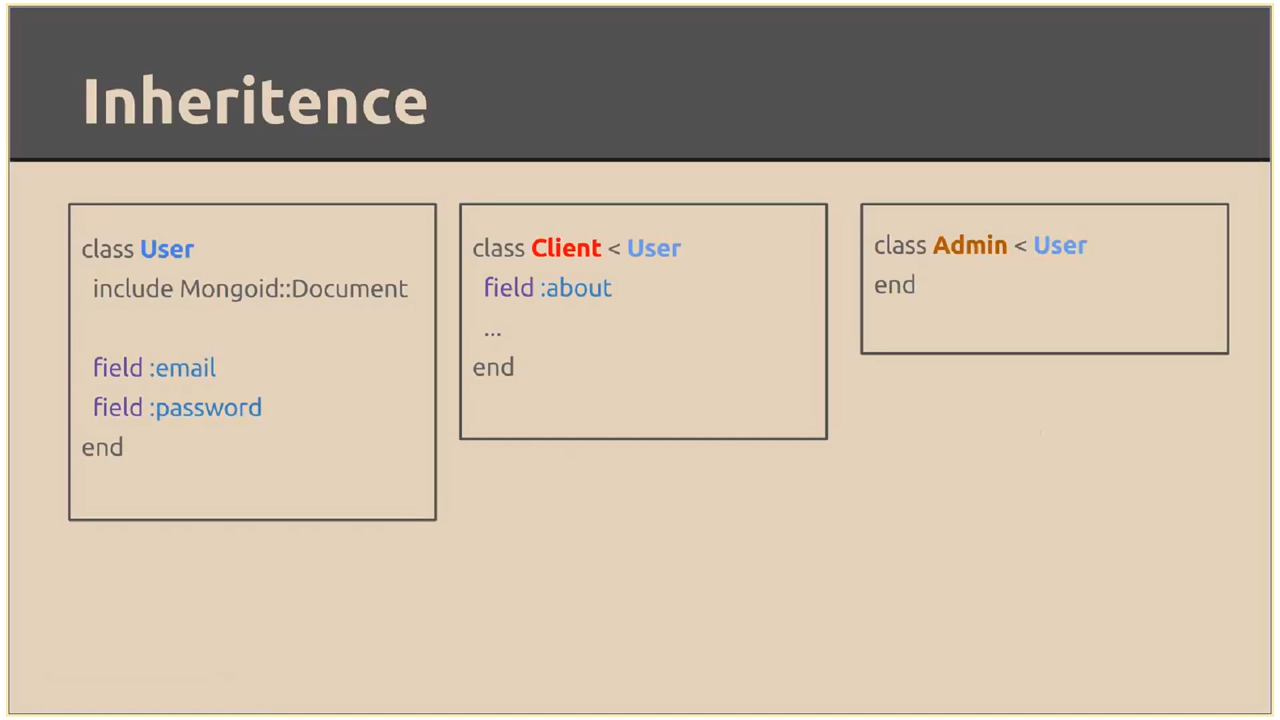 Inheritence
class User
include Mongoid::Document
field :email
field :password
end
class Client < User
field :about
...
end
class Admin < User
end